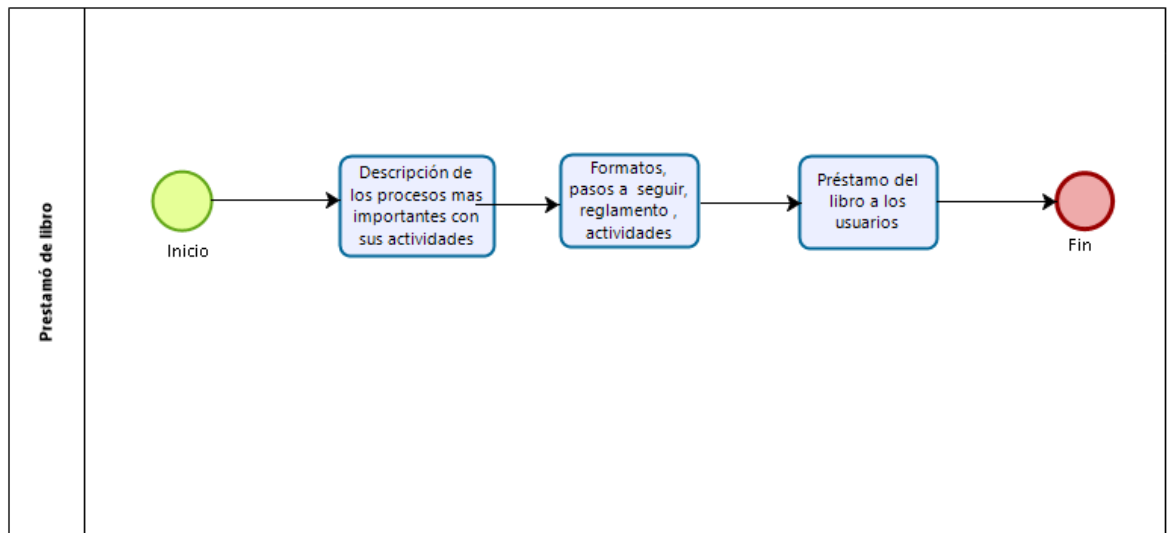 Prestamó de libro
Inicio
Descripción de
los procesos mas
importantes con
sus actividades
Formatos,
pasos a seguir,
reglamento ,
actividades
Préstamo del
libro a los
usuarios
Fin